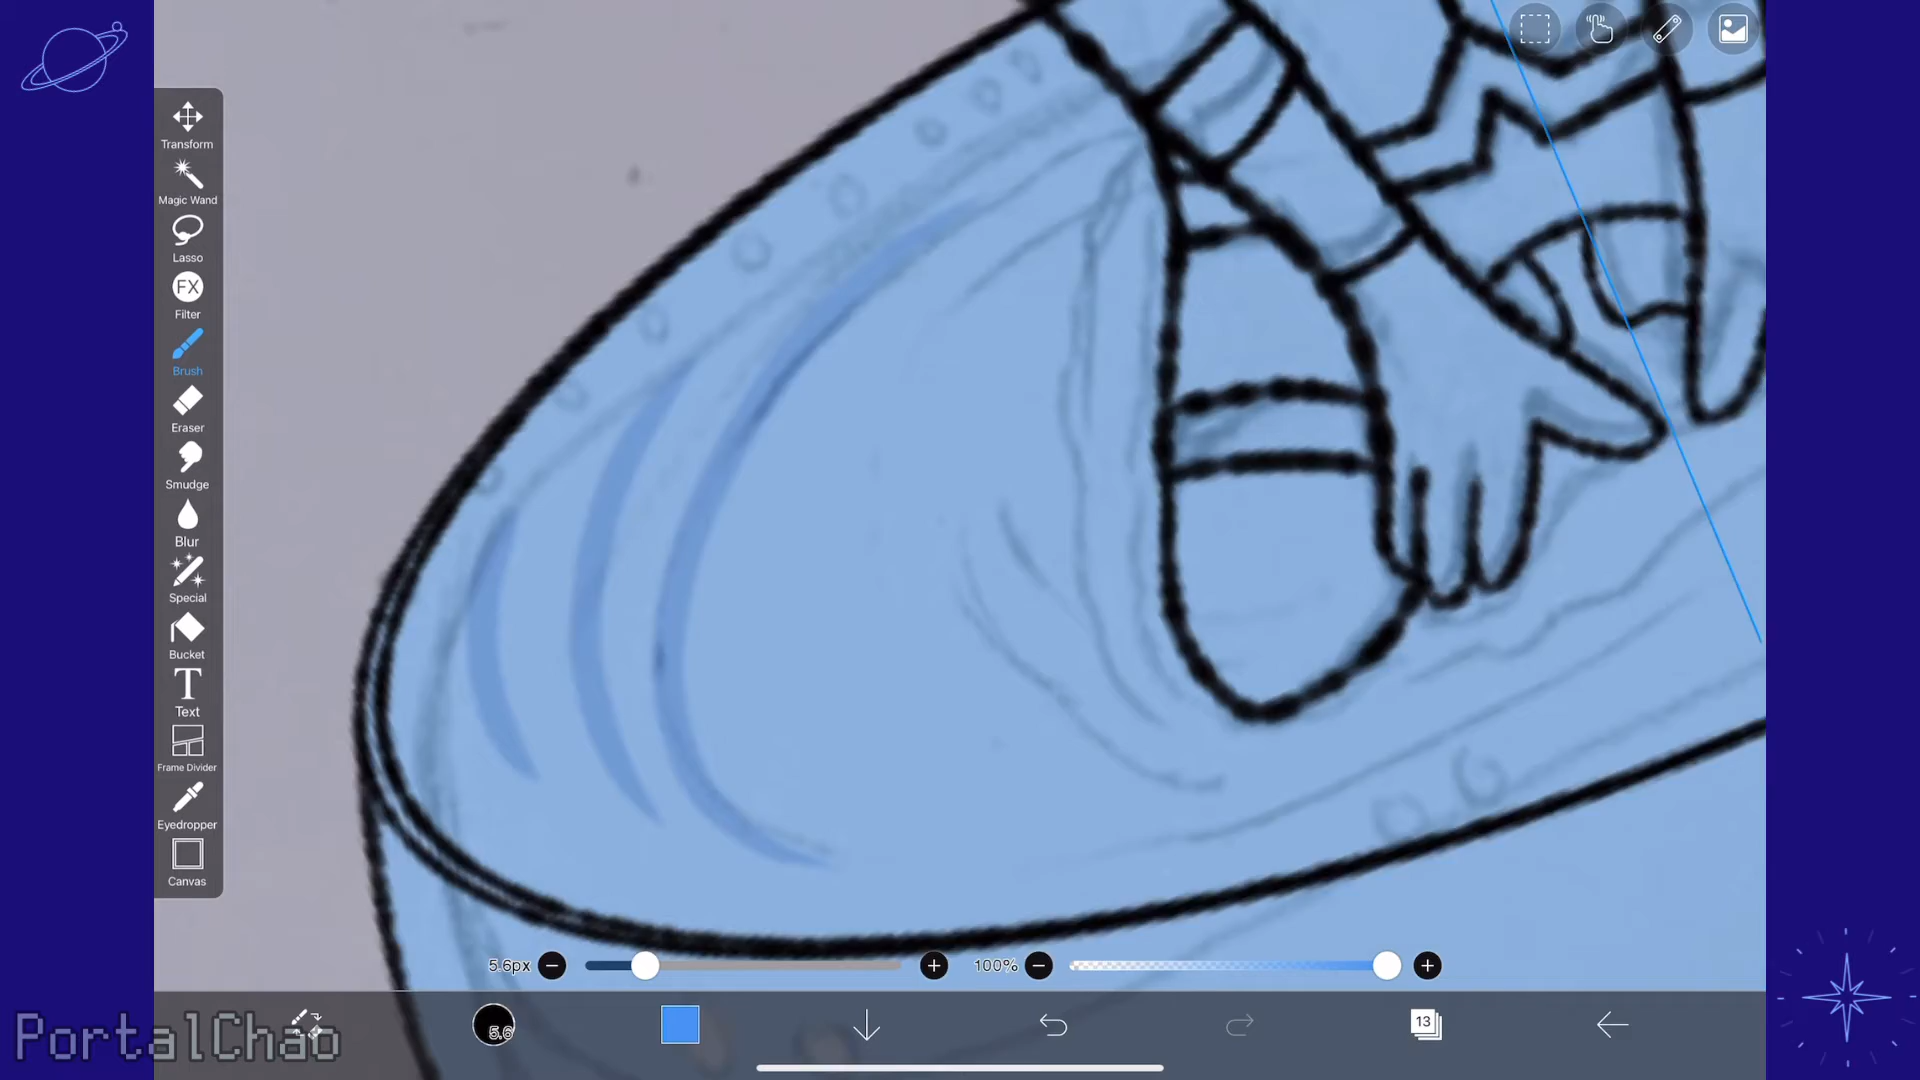 Transform
Magic Wand
Lasso
FX
Filter
Brush
Eraser
Smudge
Blur
Special
Bucket
T
Text
Frame Divider
Eyedropper
Canvas
5.6px
100%
5.6
13
PortalChao